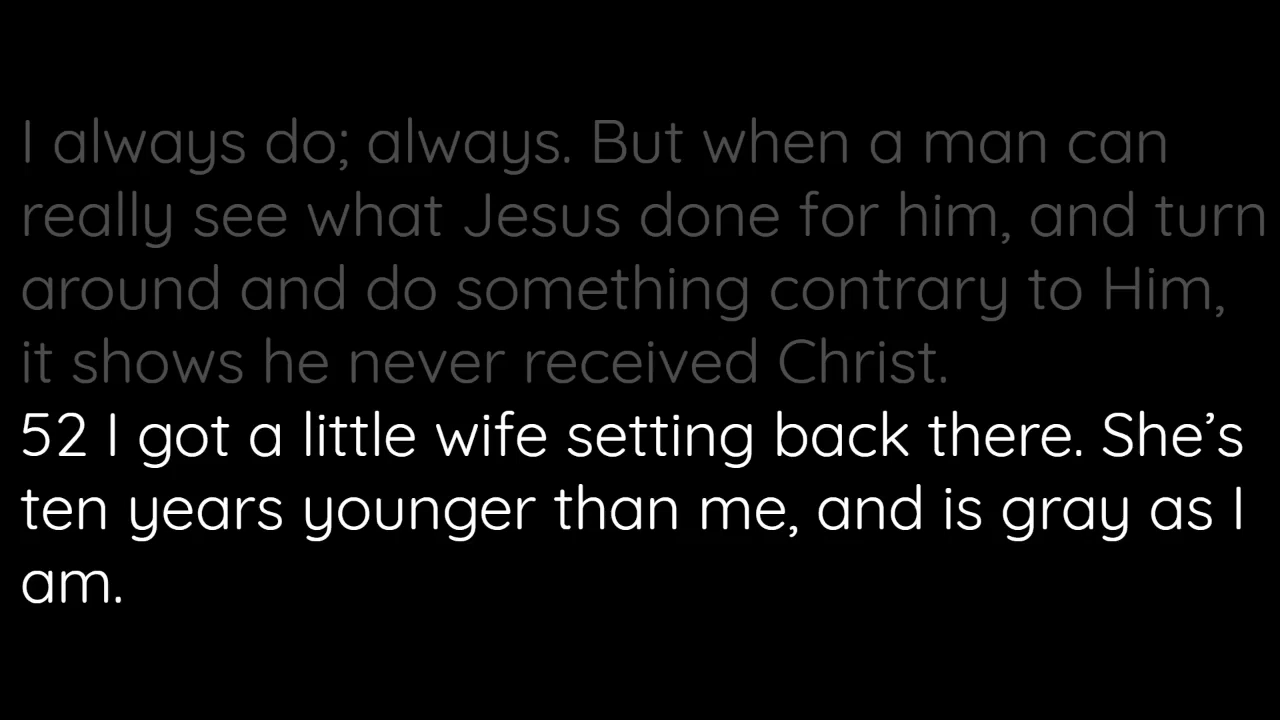 I always do; always. But when a man can
really see what Jesus done for him, and turn
around and do something contrary to Him,
it shows he never received Christ.
52 I got a little wife setting back there. She’s
ten years younger than me, and is gray as I
am.